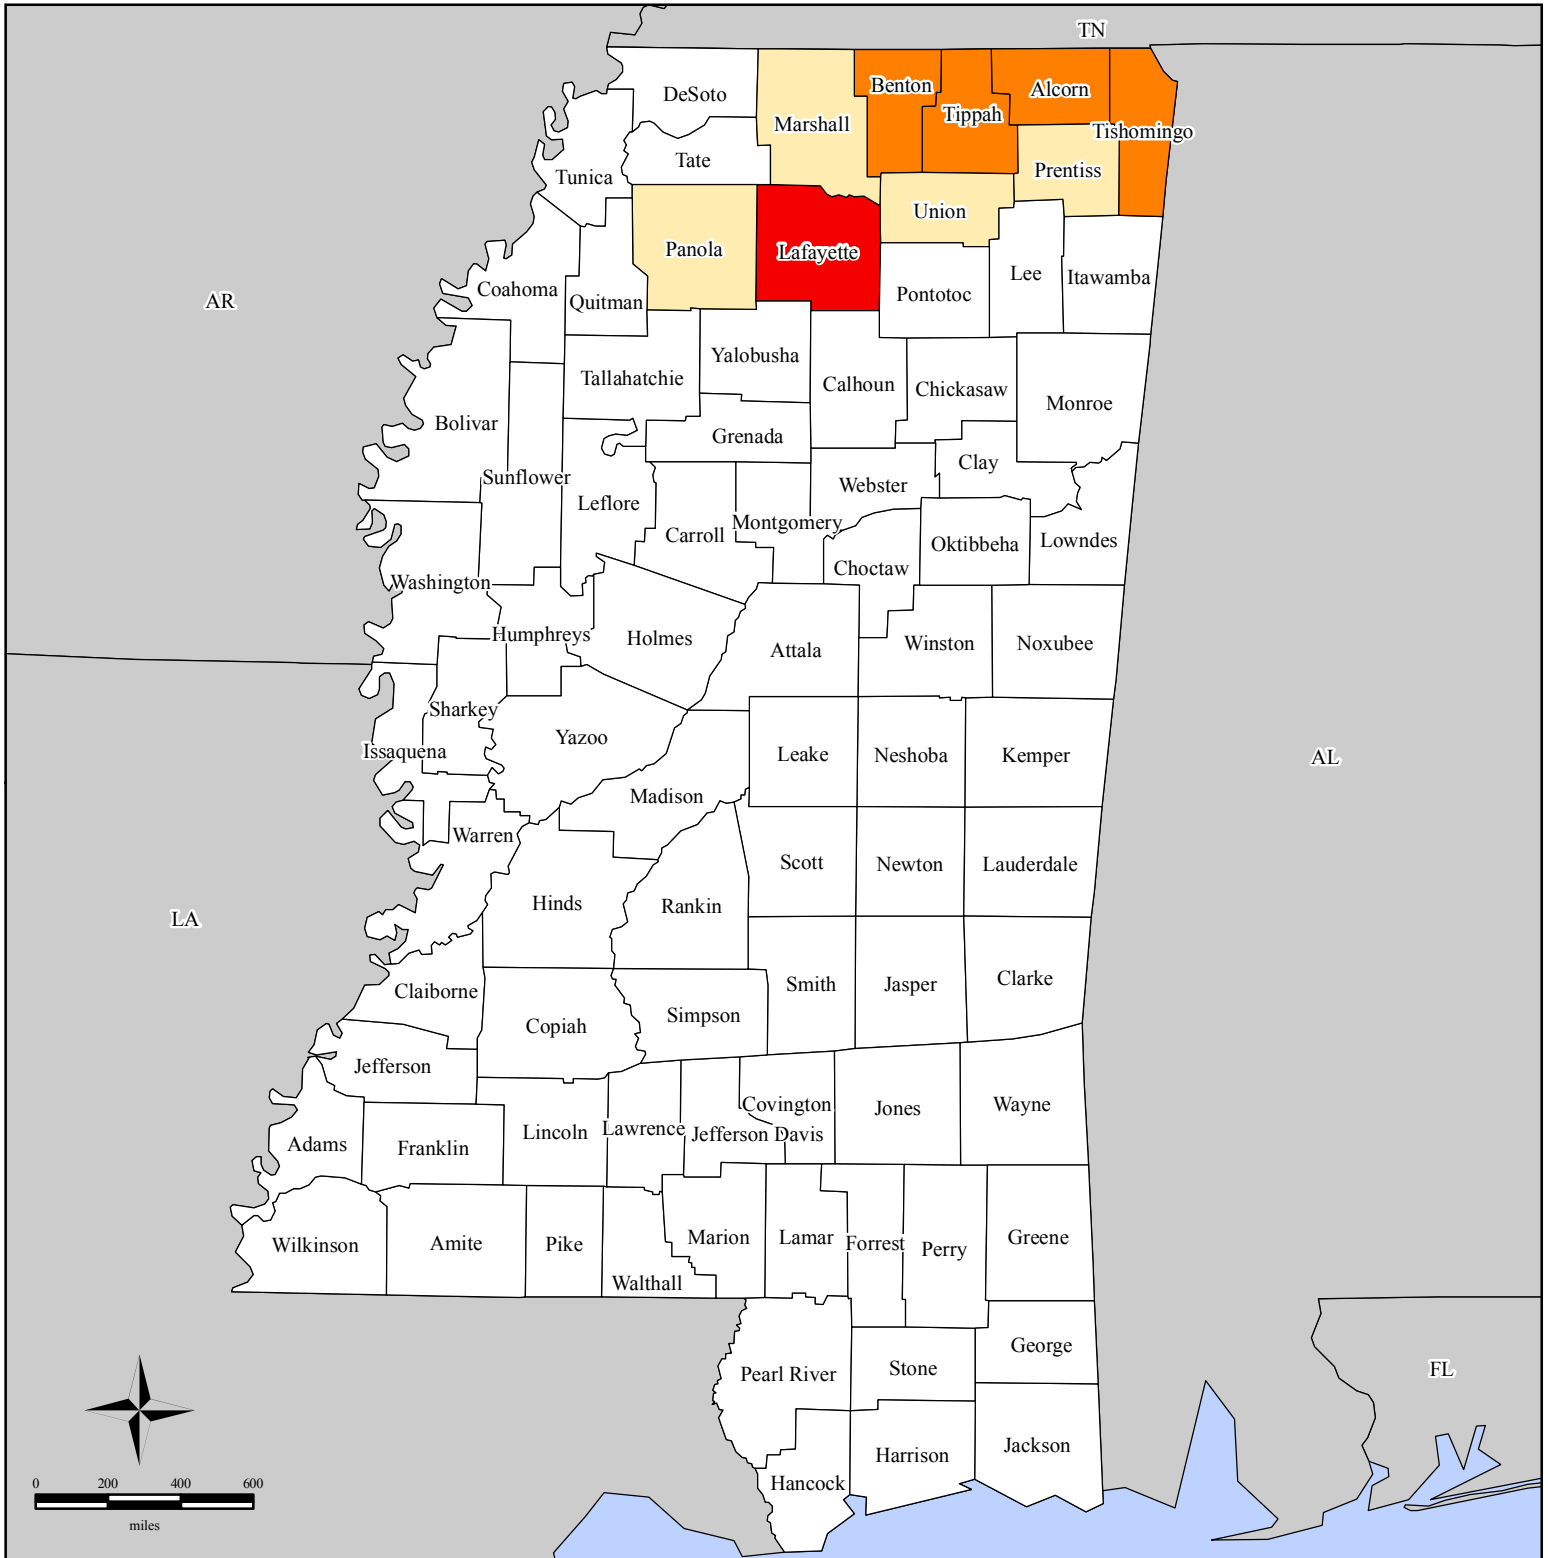 TN
DeSoto
Benton
Alcorn
Marshall
Tippah
Tishomingo
Tate
Prentiss
Tunica
Union
Panola
Lafayette
Lee
Itawamba
Coahoma
Pontotoc
AR
Quitman
Yalobusha
Tallahatchie
Calhoun
Chickasaw
Monroe
Bolivar
Grenada
Clay
Sunflower
Webster
Leflore
Montgomery
Carroll
Lowndes
Oktibbeha
Choctaw
Washington
Humphreys
Holmes
Winston
Noxubee
Attala
Sharkey
Yazoo
Issaquena
Leake
Neshoba
Kemper
AL
Madison
Warren
Scott
Newton
Lauderdale
Hinds
Rankin
LA
Clarke
Smith
Jasper
Claiborne
Simpson
Copiah
Jefferson
Covington
Jones
Wayne
Lawrence
Lincoln
Jefferson Davis
Adams
Franklin
Marion
Lamar
Greene
Wilkinson
Amite
Pike
Forrest
Perry
Walthall
George
Stone
FL
Pearl River
Jackson
Harrison
Hancock
0 200 400 600
miles